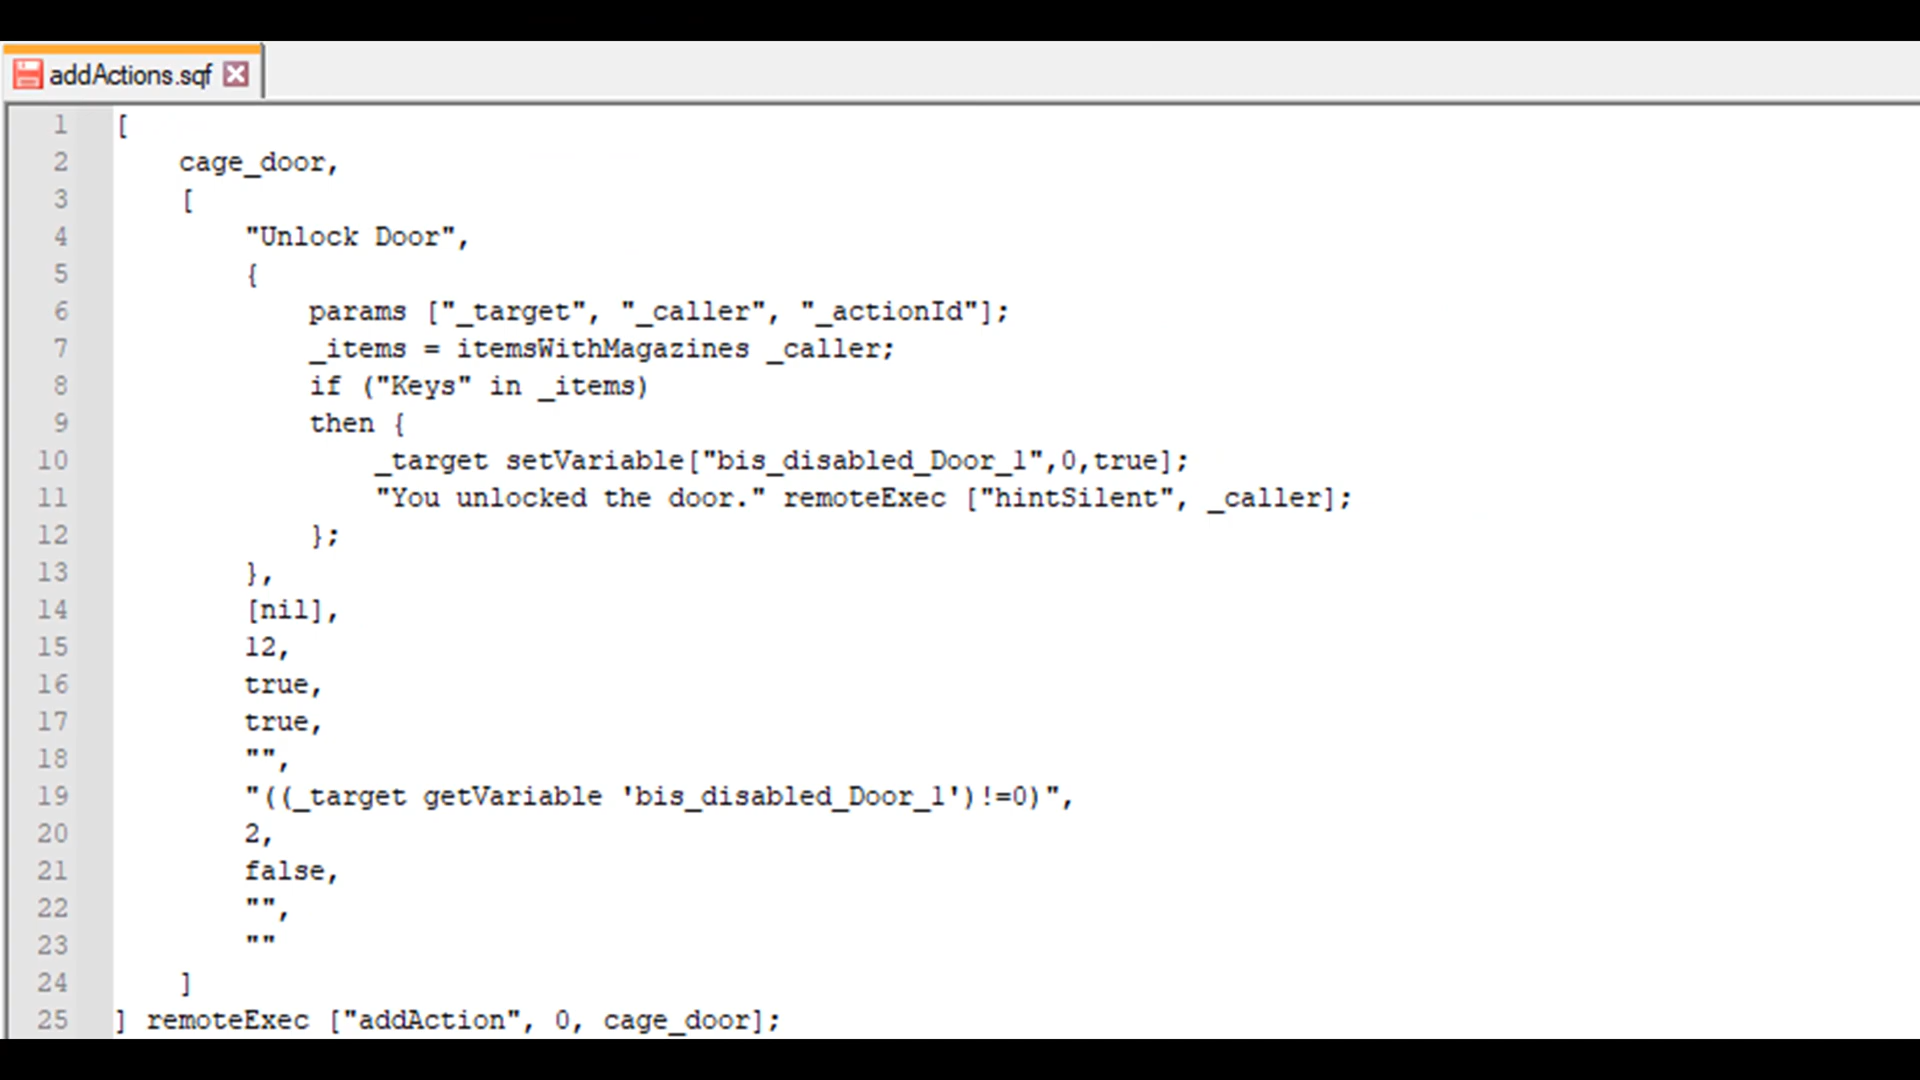 addActions.sqf
1 [
2 cage_door,
3 [
4 "Unlock Door",
5 {
6 params ["_target", "_caller", "_actionId"];
7 _items = itemsWithMagazines _caller;
8 if ("Keys" in _items)
9 then {
10 _target setVariable["bis_disabled_Door_1",0,true];
11 "You unlocked the door." remoteExec ["hintSilent", _caller];
12 };
13 },
14 [nil],
15 12,
16 true,
17 true,
18 "",
19 "((_target getVariable 'bis_disabled_Door_1')!=0)",
20 2,
21 false,
22 "",
23 ""
24 ]
25 ] remoteExec ["addAction", 0, cage_door];